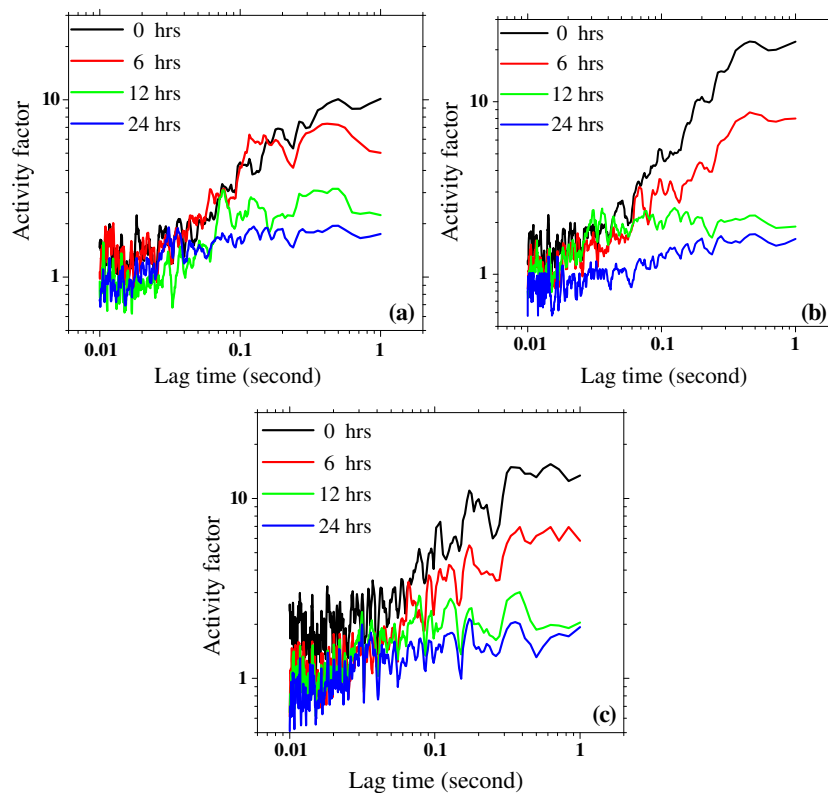 0 hrs
6 hrs
12 hrs
24 hrs
10
1
Activity factor
(a)
0.01
0.1
1
Lag time (second)
0 hrs
6 hrs
12 hrs
24 hrs
10
1
Activity factor
(b)
0.01
0.1
1
Lag time (second)
0 hrs
6 hrs
12 hrs
24 hrs
10
1
Activity factor
(c)
0.01
0.1
1
Lag time (second)